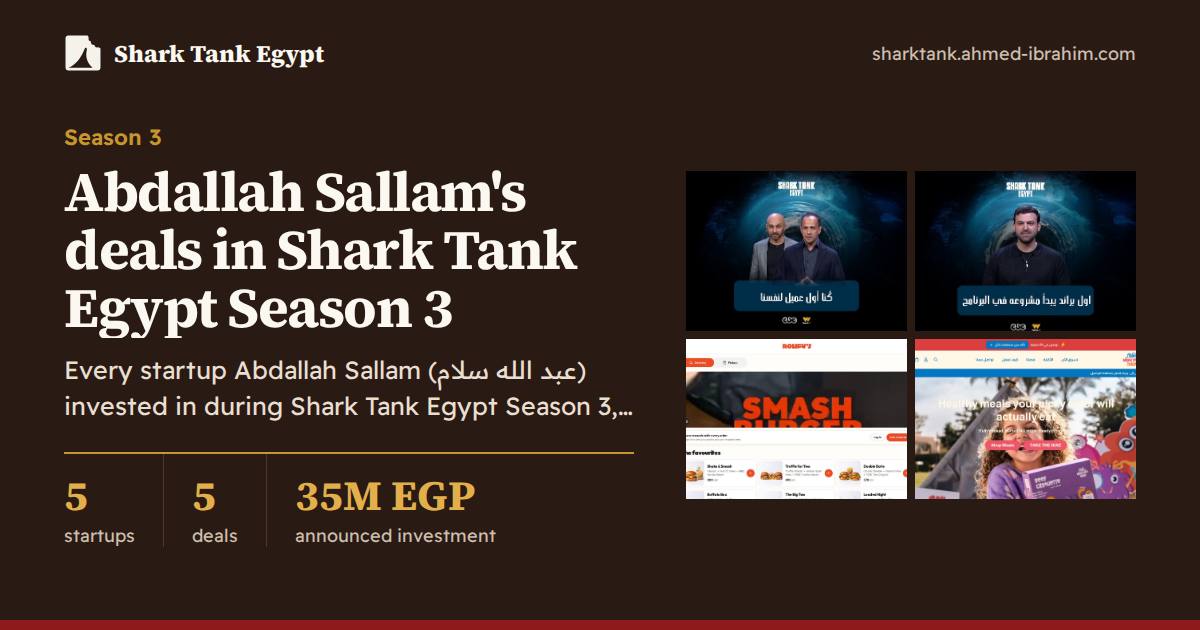 Shark Tank Egypt
sharktank.ahmed-ibrahim.com
Season 3
Abdallah Sallam's
deals in Shark Tank
Egypt Season 3
Every startup Abdallah Sallam (عبد الله سلام)
invested in during Shark Tank Egypt Season 3,...
5
startups
5
deals
35M EGP
announced investment
SHARK TANK
EGYPT
كنا أول عميل لنفسنا
SHARK TANK
EGYPT
اول براند يبدأ مشروعه في البرنامج
SMASH
BURGER
Healthy meals your picky eater will
actually eat